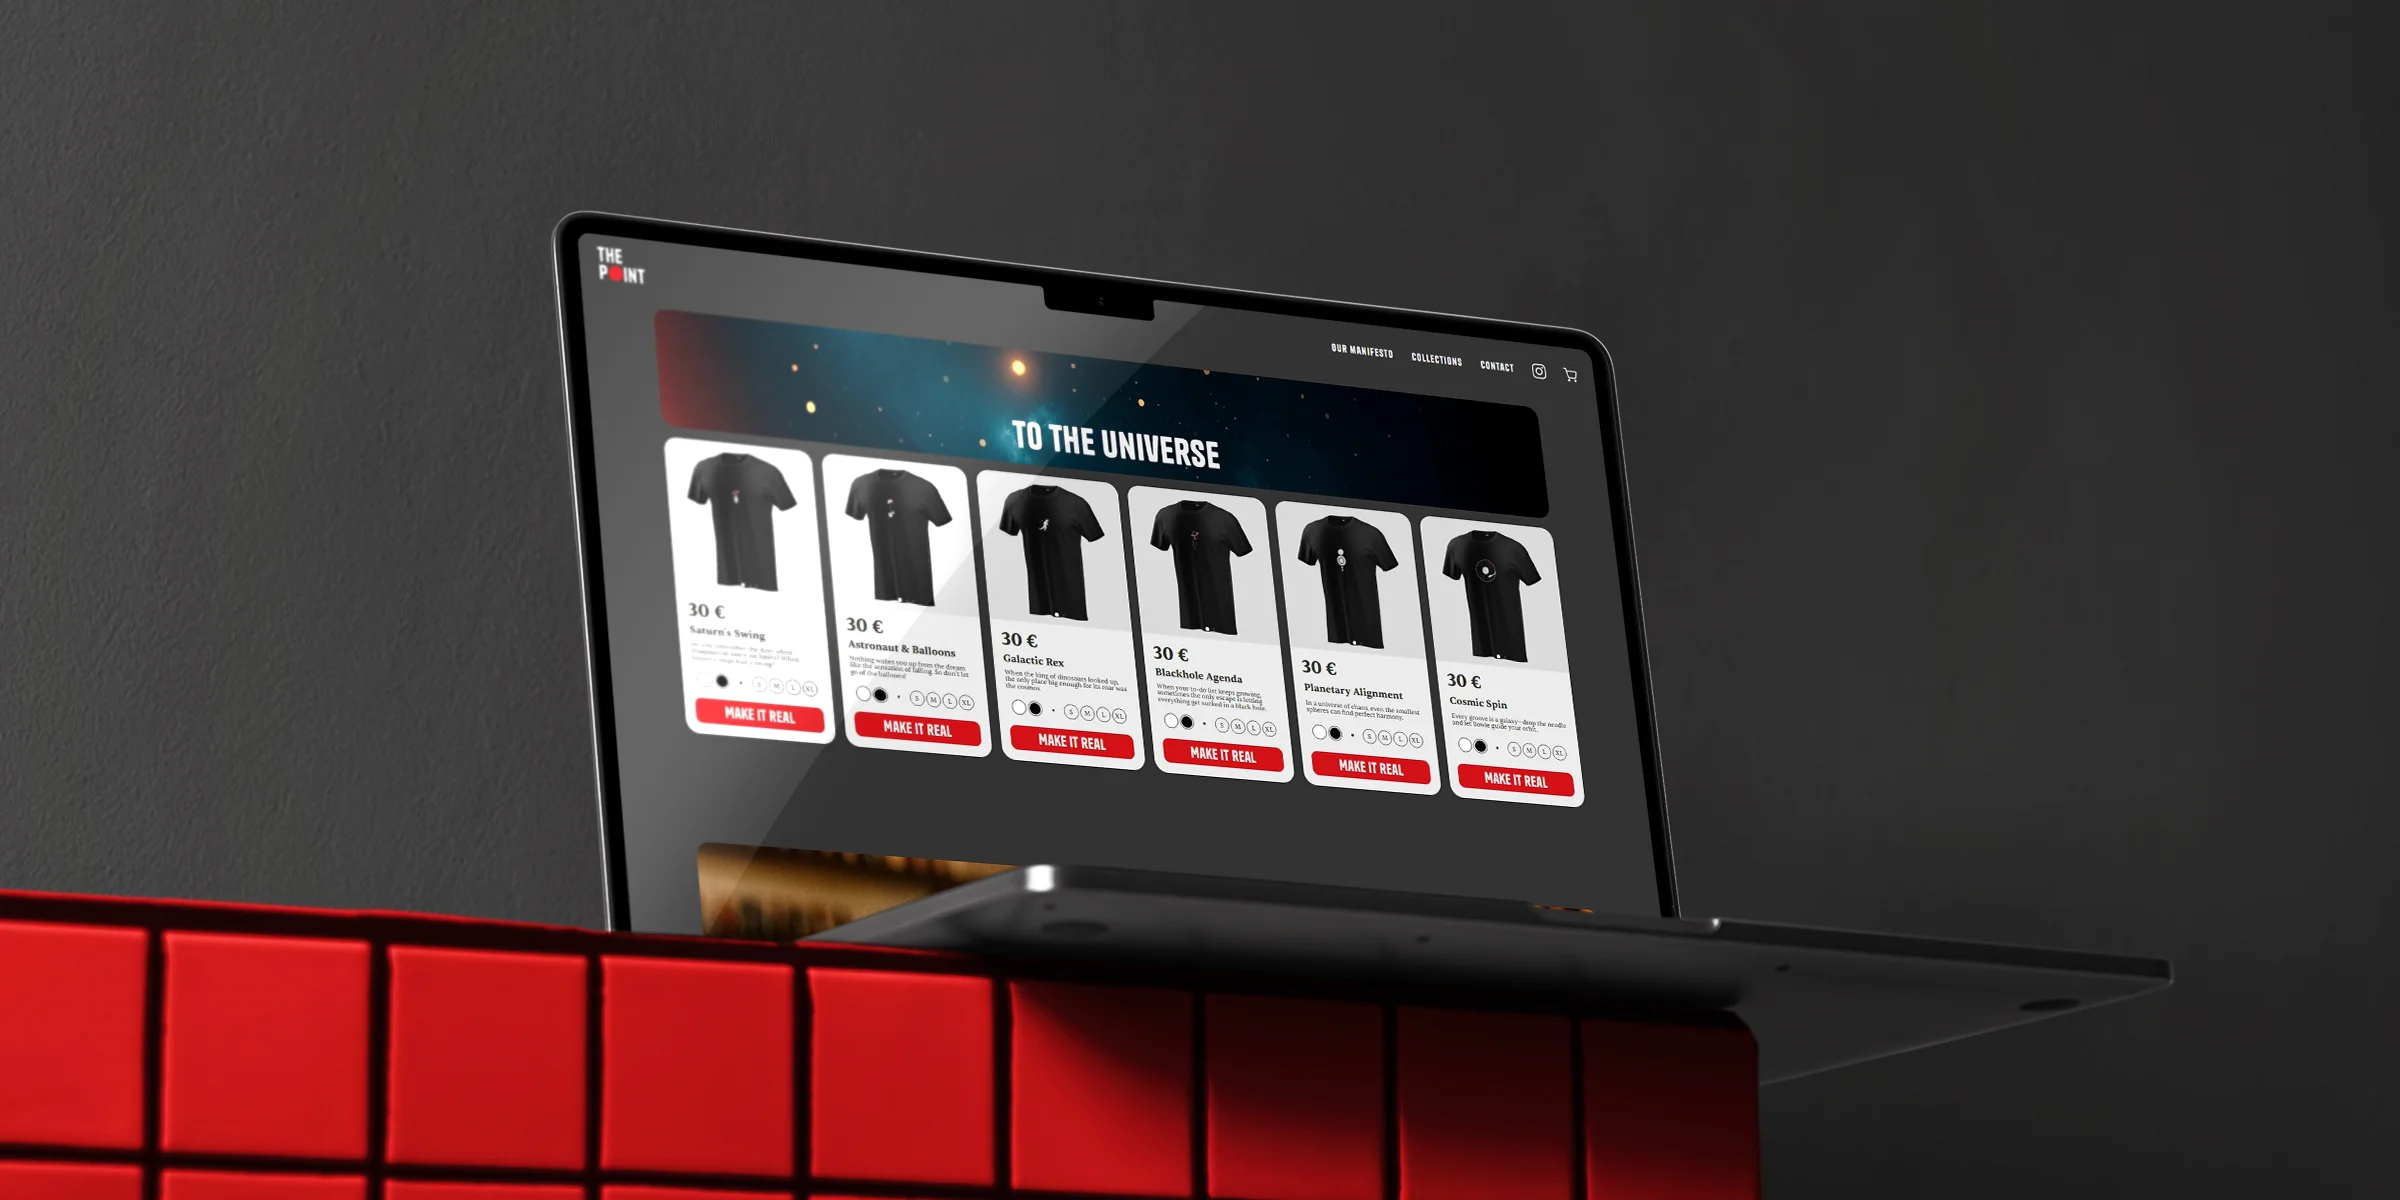 THE
POINT
OUR MANIFESTO
COLLECTIONS
CONTACT
TO THE UNIVERSE
30 €
Saturn's Swing
S M L XL
MAKE IT REAL
30 €
Astronaut & Balloons
Nothing wakes you up from the dream
like the sensation of falling. So don't let
go of the balloons!
S M L XL
MAKE IT REAL
30 €
Galactic Rex
When the king of dinosaurs looked up,
the only place big enough for its roar was
the cosmos.
S M L XL
MAKE IT REAL
30 €
Blackhole Agenda
When your to-do list keeps growing,
sometimes the only escape is letting
everything get sucked in a black hole.
S M L XL
MAKE IT REAL
30 €
Planetary Alignment
In a universe of chaos, even the smallest
spheres can find perfect harmony.
S M L XL
MAKE IT REAL
30 €
Cosmic Spin
Every groove is a galaxy—drop the needle
and let Bowie guide your orbit.
S M L XL
MAKE IT REAL